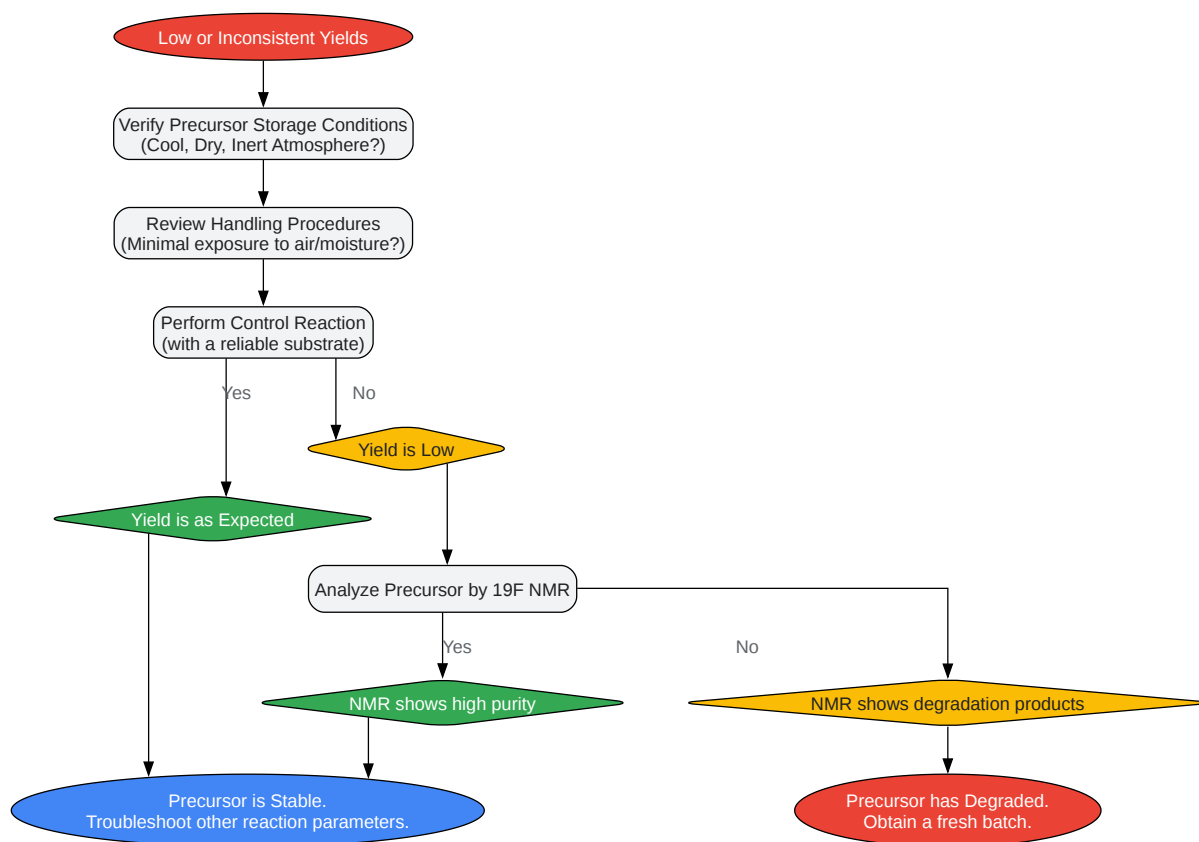 Low or Inconsistent Yields
Verify Precursor Storage Conditions
(Cool, Dry, Inert Atmosphere?)
Review Handling Procedures
(Minimal exposure to air/moisture?)
Perform Control Reaction
(with a reliable substrate)
Yes
No
Yield is Low
Yield is as Expected
Analyze Precursor by 19F NMR
Yes
No
NMR shows high purity
NMR shows degradation products
Precursor is Stable.
Troubleshoot other reaction parameters.
Precursor has Degraded.
Obtain a fresh batch.